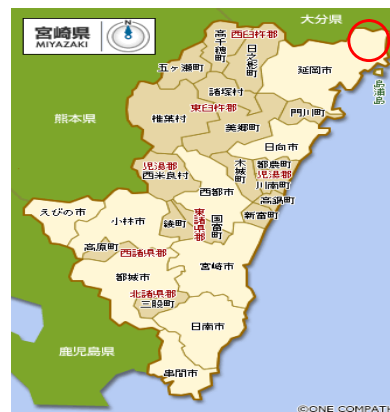 宮崎県
MIYAZAKI
大分県
西臼杵郡
高千穂町
日之影町
五ヶ瀬町
延岡市
島浦島
諸塚村
東臼杵郡
熊本県
椎葉村
門川町
美郷町
日向市
児湯郡
西米良村
木城町
都農町
児湯郡
川南町
西都市
高鍋町
えびの市
小林市
綾町
東諸県郡
国富町
新富町
高原町
西諸県郡
都城市
宮崎市
北諸県郡
三股町
日南市
鹿児島県
串間市
©ONE COMPATH